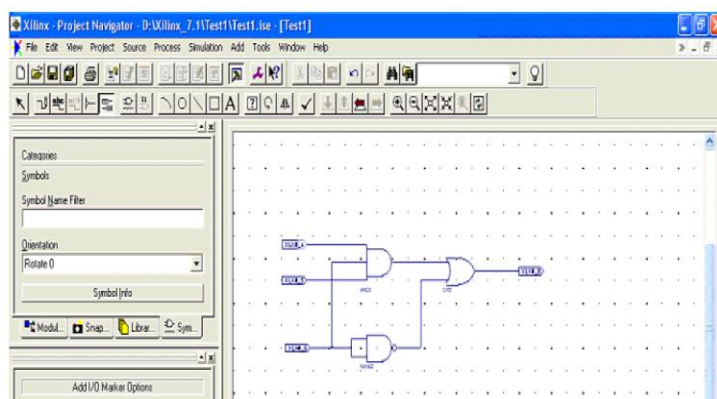 Xilinx - Project Navigator - D:\Xilinx_7.1\Test1\Test1.ise - [Test1]
File Edit View Project Source Process Simulation Add Tools Window Help
Categories
Symbols
Symbol Name Filter
Orientation
Rotate 0
Symbol Info
Modul... Snap... Librar... Sym...
Add I/O Marker Options